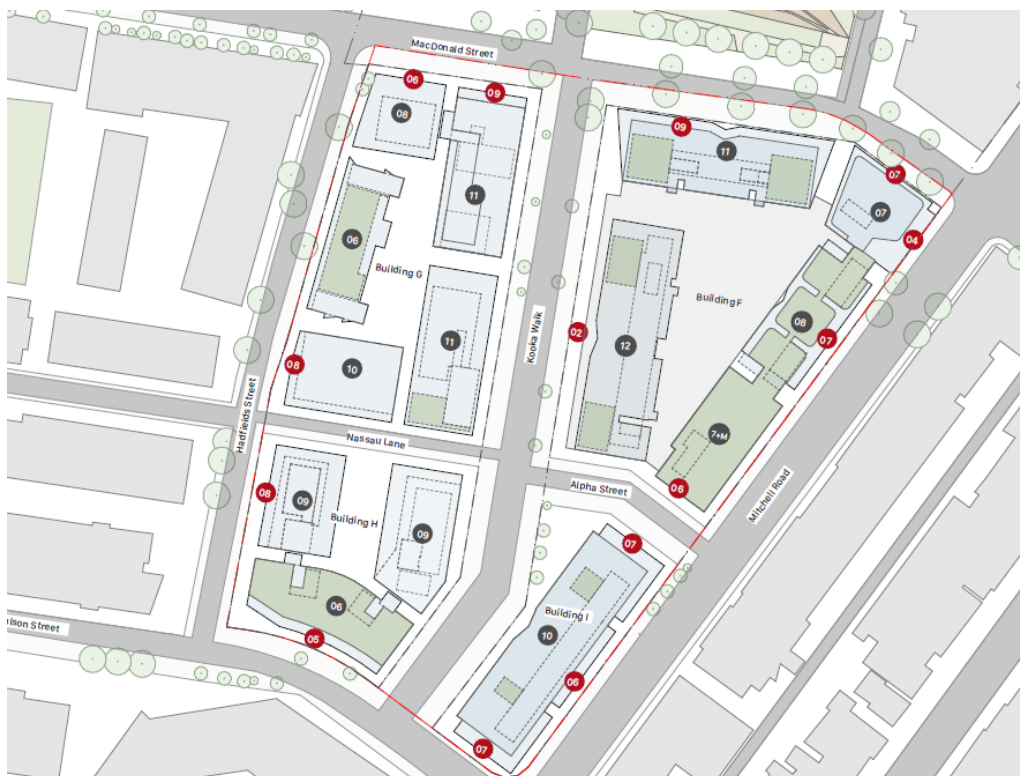 MacDonald Street
06
09
08
09
11
07
11
07
04
06
Building G
Building F
08
02
Kooka Walk
12
07
11
08
10
Hadfields Street
7+M
Nassau Lane
Mitchell Road
06
Alpha Street
08
09
Building H
09
07
06
Building I
05
10
ison Street
06
07